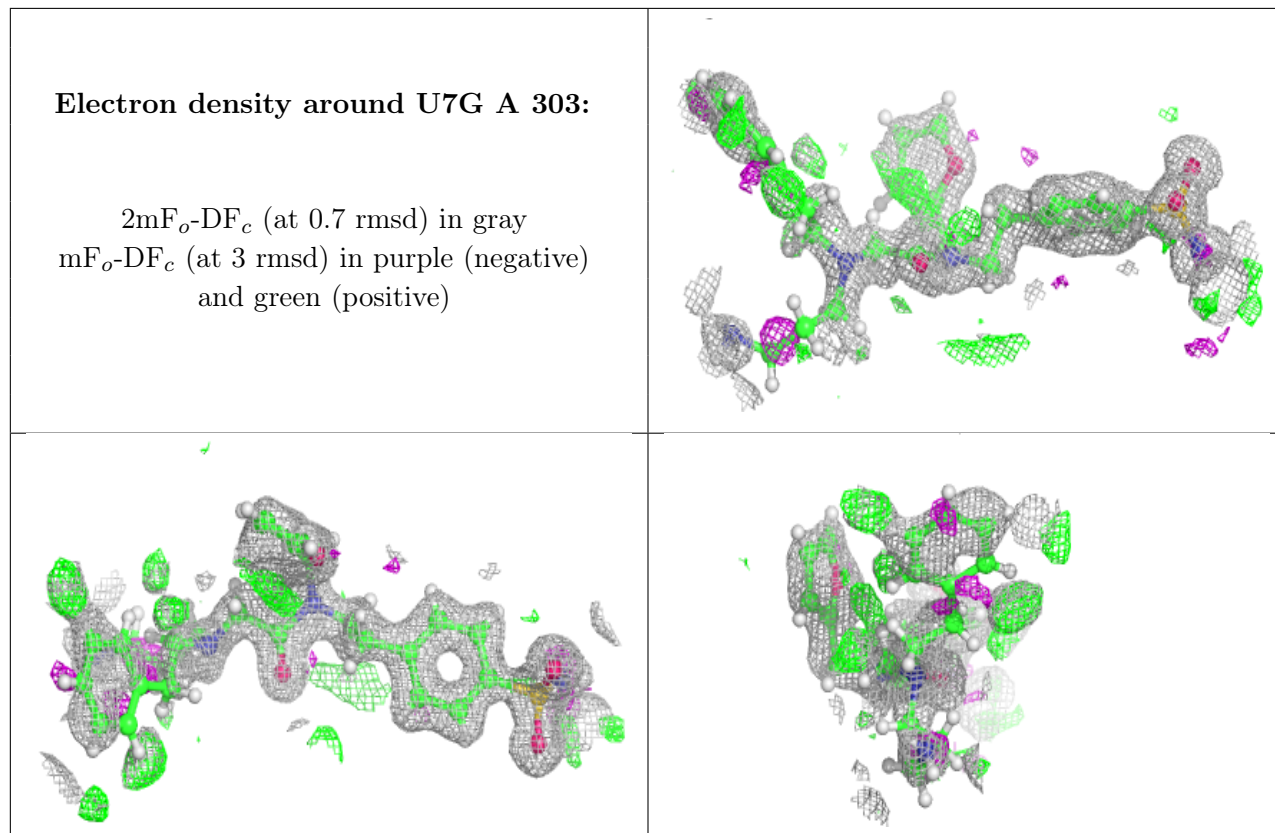 Electron density around U7G A 303:
2mFo-DFc (at 0.7 rmsd) in gray
mFo-DFc (at 3 rmsd) in purple (negative)
and green (positive)